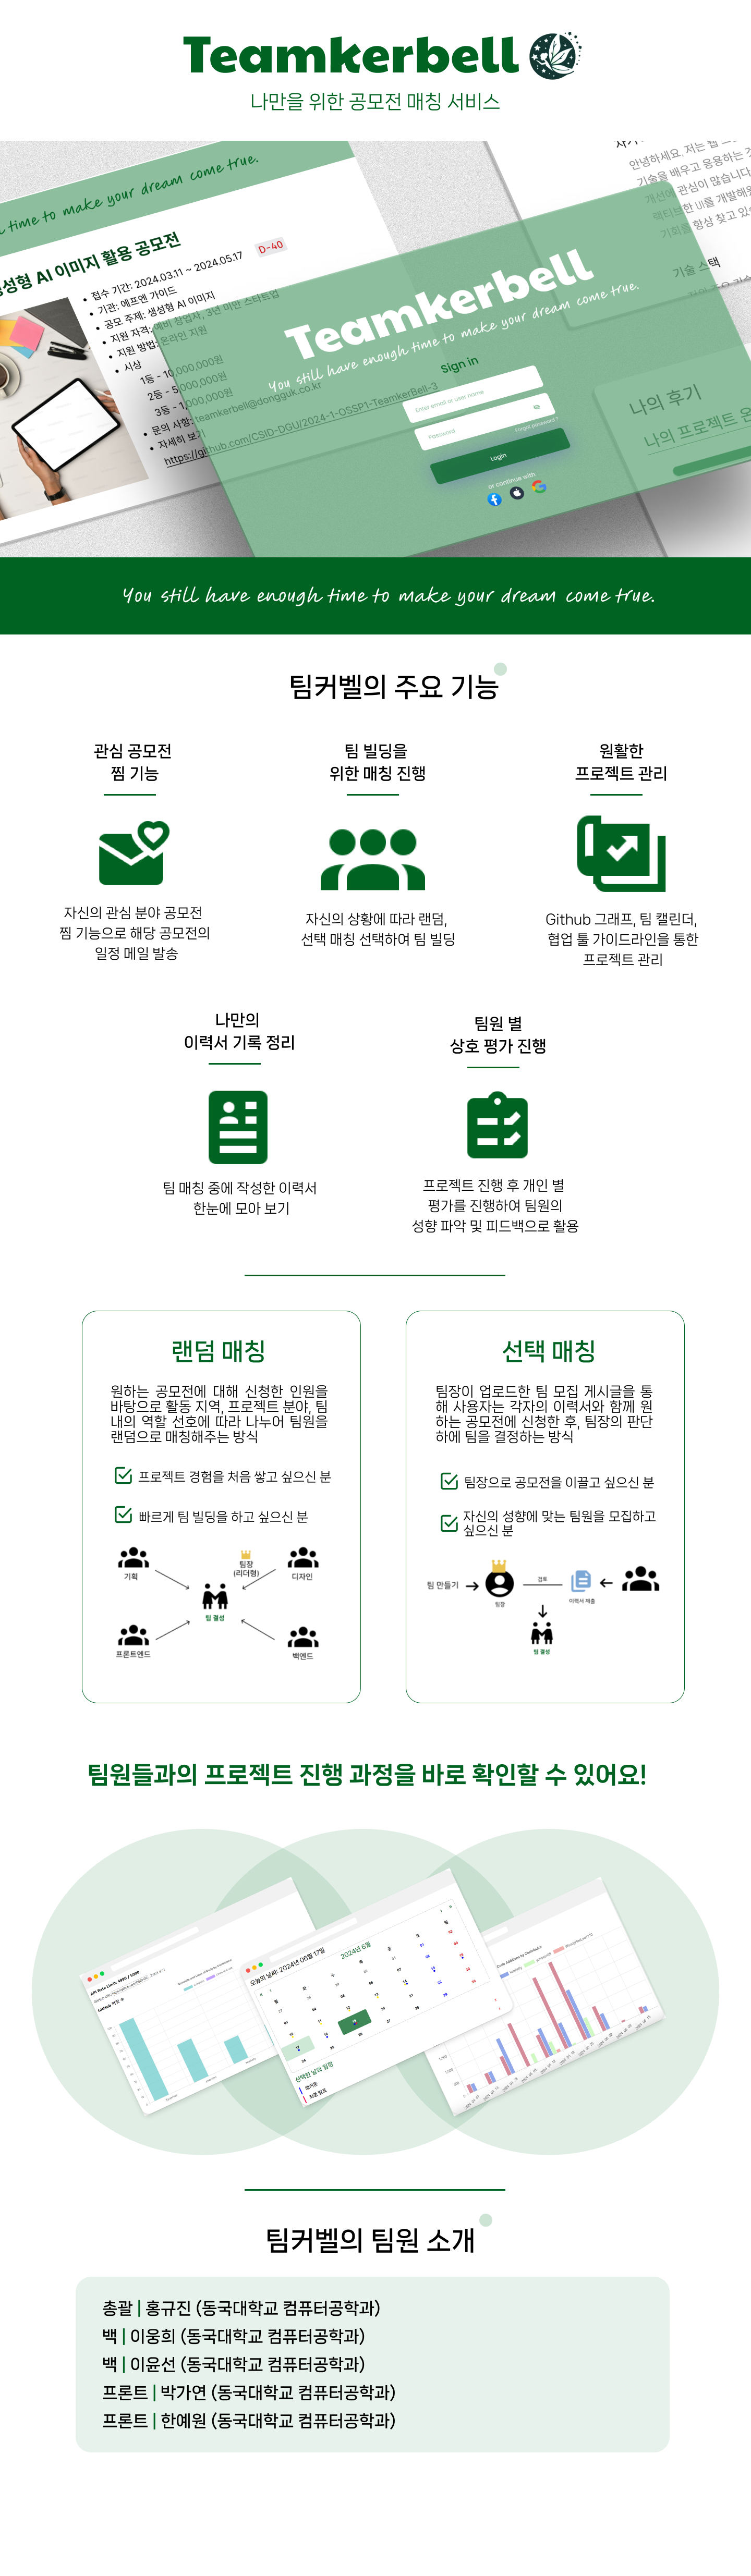 Teamkerbell
나만을 위한 공모전 매칭 서비스
time to make your dream come true.
생성형 AI 이미지 활용 공모전
D-40
접수 기간: 2024.03.11 ~ 2024.05.17
기관: 에프엔 가이드
공모 주제: 생성형 AI 이미지
지원 자격: 예비 창업자, 3년 미만 스타트업
지원 방법: 온라인 지원
시상
1등 - 10,000,000원
2등 - 5,000,000원
3등 - 1,000,000원
문의 사항: teamkerbell@dongguk.ac.kr
자세히 보기
https://github.com/CSID-DGU/2024-1-OSSP1-TeamkerBell-3
안녕하세요. 저는 웹
기술을 배우고 응용하는
관심이 많습니다
UI를 개발해
항상 찾고 있
기술 스택
Teamkerbell
You still have enough time to make your dream come true.
Sign in
Enter email or user name
Password
Forgot password ?
Login
or continue with
나의 후기
나의 프로젝트
You still have enough time to make your dream come true.
팀커벨의 주요 기능
관심 공모전
찜 기능
자신의 관심 분야 공모전
찜 기능으로 해당 공모전의
일정 메일 발송
팀 빌딩을
위한 매칭 진행
자신의 상황에 따라 랜덤,
선택 매칭 선택하여 팀 빌딩
원활한
프로젝트 관리
Github 그래프, 팀 캘린더,
협업 툴 가이드라인을 통한
프로젝트 관리
나만의
이력서 기록 정리
팀 매칭 중에 작성한 이력서
한눈에 모아 보기
팀원 별
상호 평가 진행
프로젝트 진행 후 개인 별
평가를 진행하여 팀원의
성향 파악 및 피드백으로 활용
랜덤 매칭
원하는 공모전에 대해 신청한 인원을
바탕으로 활동 지역, 프로젝트 분야, 팀
내의 역할 선호에 따라 나누어 팀원을
랜덤으로 매칭해주는 방식
프로젝트 경험을 처음 쌓고 싶으신 분
빠르게 팀 빌딩을 하고 싶으신 분
기획
팀장
(리더형)
디자인
팀 결성
프론트엔드
백엔드
선택 매칭
팀장이 업로드한 팀 모집 게시글을 통
해 사용자는 각자의 이력서와 함께 원
하는 공모전에 신청한 후, 팀장의 판단
하에 팀을 결정하는 방식
팀장으로 공모전을 이끌고 싶으신 분
자신의 성향에 맞는 팀원을 모집하고
싶으신 분
팀 만들기
팀장
검토
이력서 제출
팀 결성
팀원들과의 프로젝트 진행 과정을 바로 확인할 수 있어요!
API Rate Limit: 4990 / 5000
GitHub 커밋 수
오늘의 날짜: 2024년 06월 17일
2024년 6월
일 월 화 수 목 금 토
선택한 날의 일정
최종 발표
팀커벨의 팀원 소개
총괄 | 홍규진 (동국대학교 컴퓨터공학과)
백 | 이웅희 (동국대학교 컴퓨터공학과)
백 | 이윤선 (동국대학교 컴퓨터공학과)
프론트 | 박가연 (동국대학교 컴퓨터공학과)
프론트 | 한예원 (동국대학교 컴퓨터공학과)